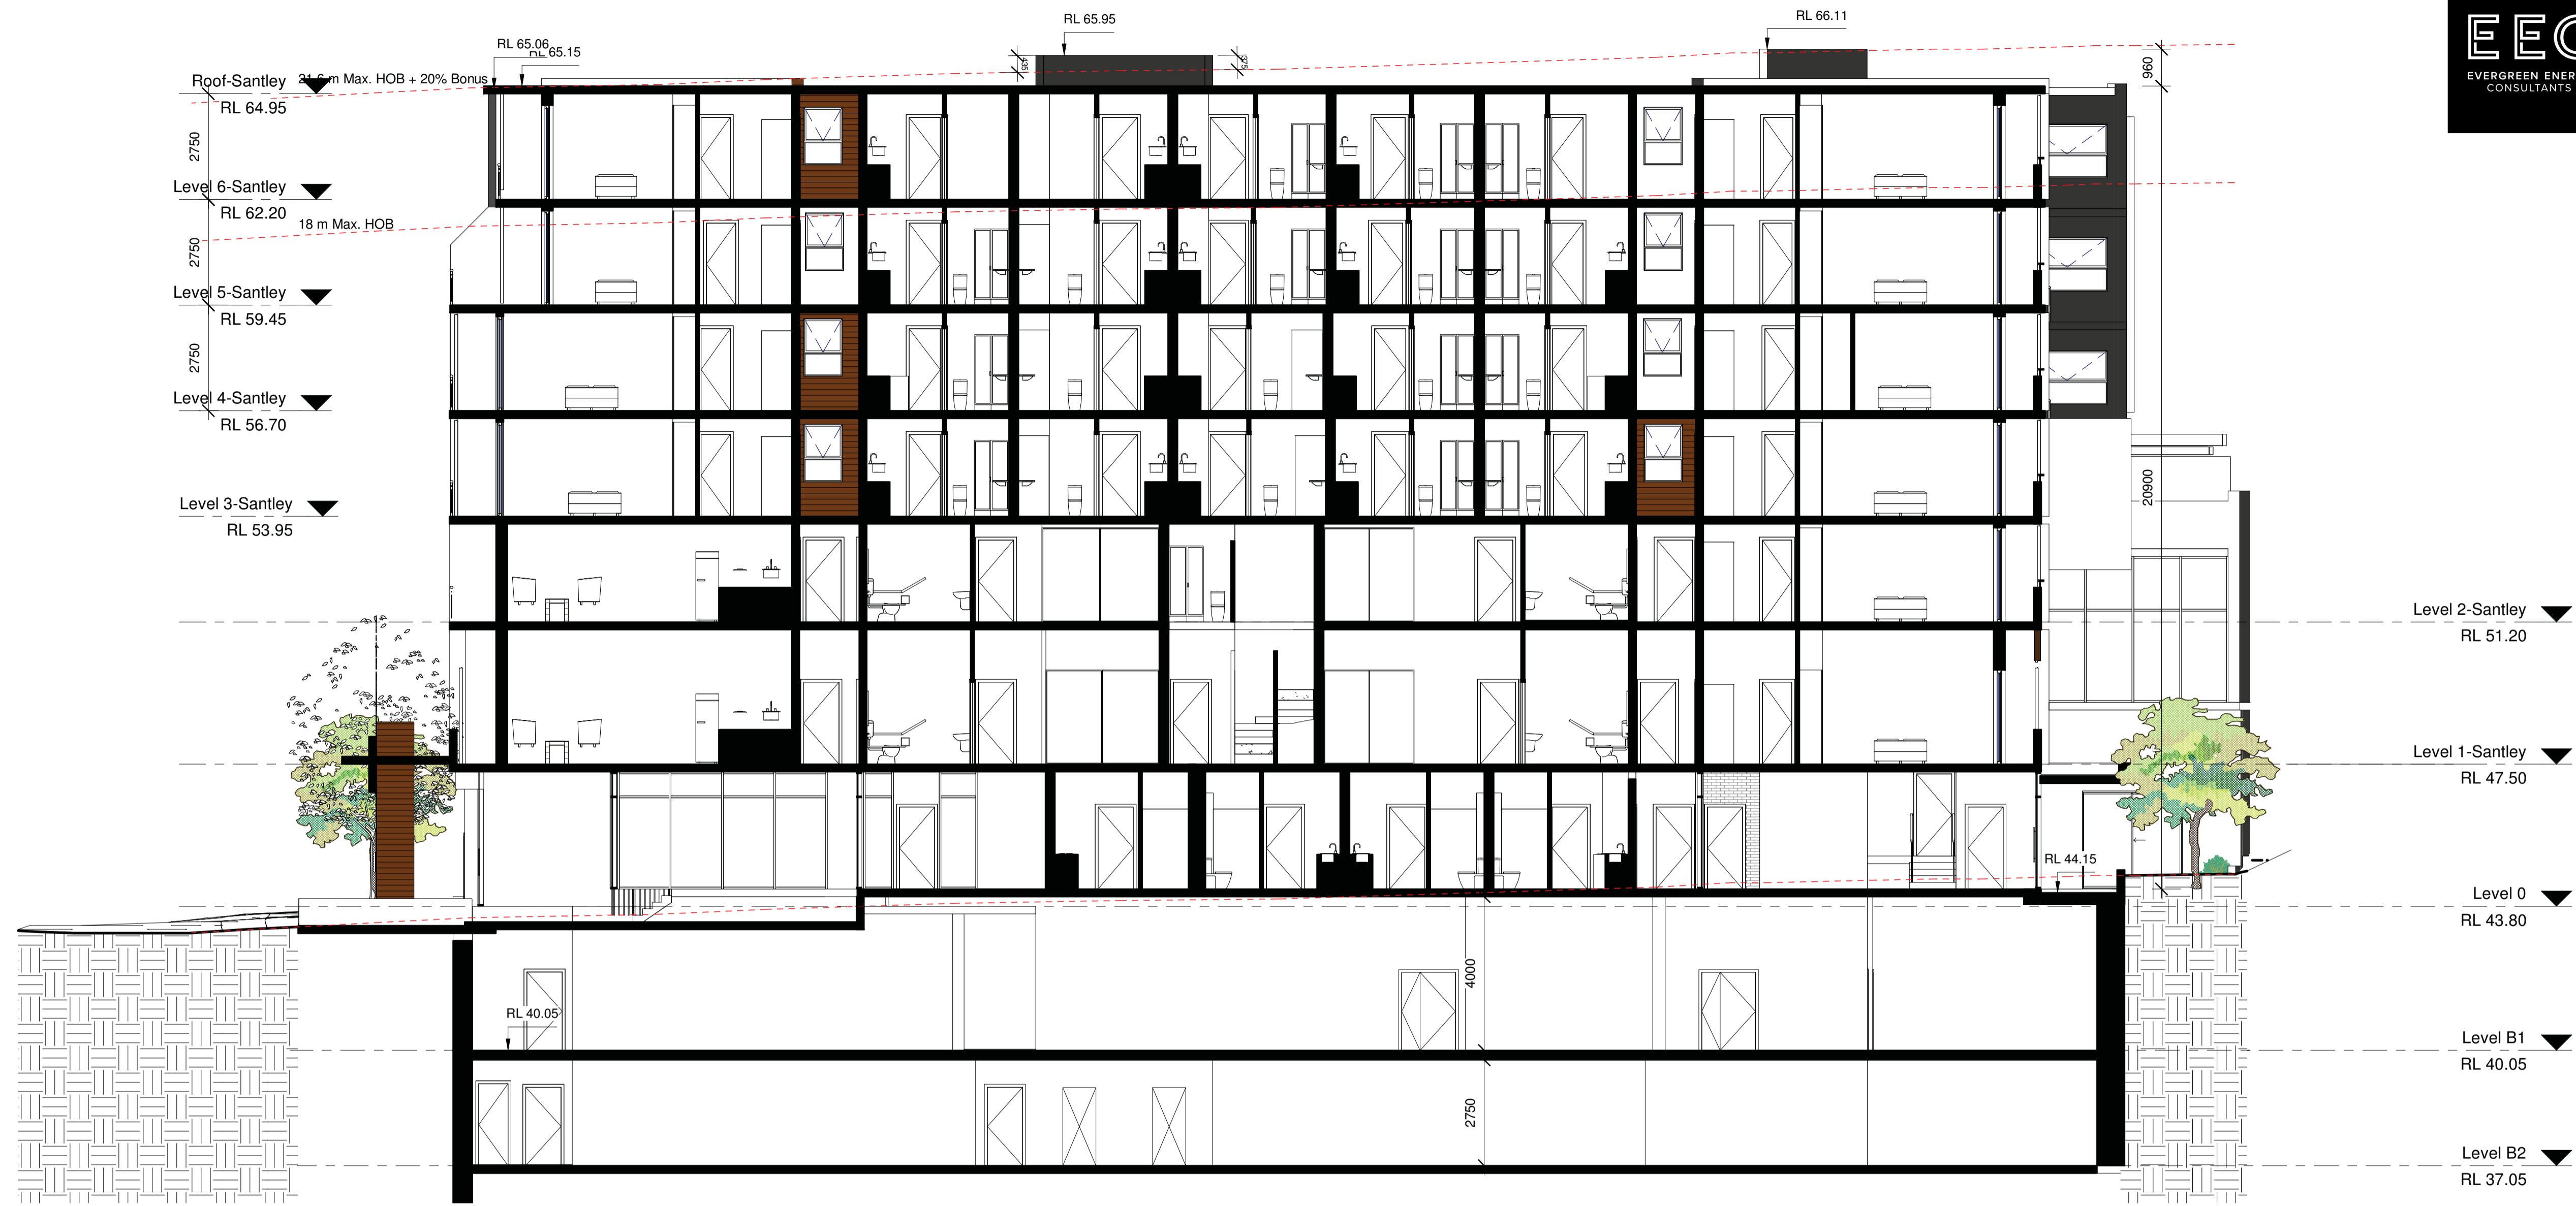 RL 65.95
RL 66.11
RL 65.06
RL 65.15
EVERGREEN ENER
CONSULTANTS
Roof-Santley
m Max. HOB + 20% Bonus
RL 64.95
960
2750
Level 6-Santley
RL 62.20
18 m Max. HOB
2750
Level 5-Santley
RL 59.45
2750
Level 4-Santley
RL 56.70
20900
Level 3-Santley
RL 53.95
Level 2-Santley
RL 51.20
Level 1-Santley
RL 47.50
RL 44.15
Level 0
RL 43.80
4000
RL 40.05
Level B1
RL 40.05
2750
Level B2
RL 37.05